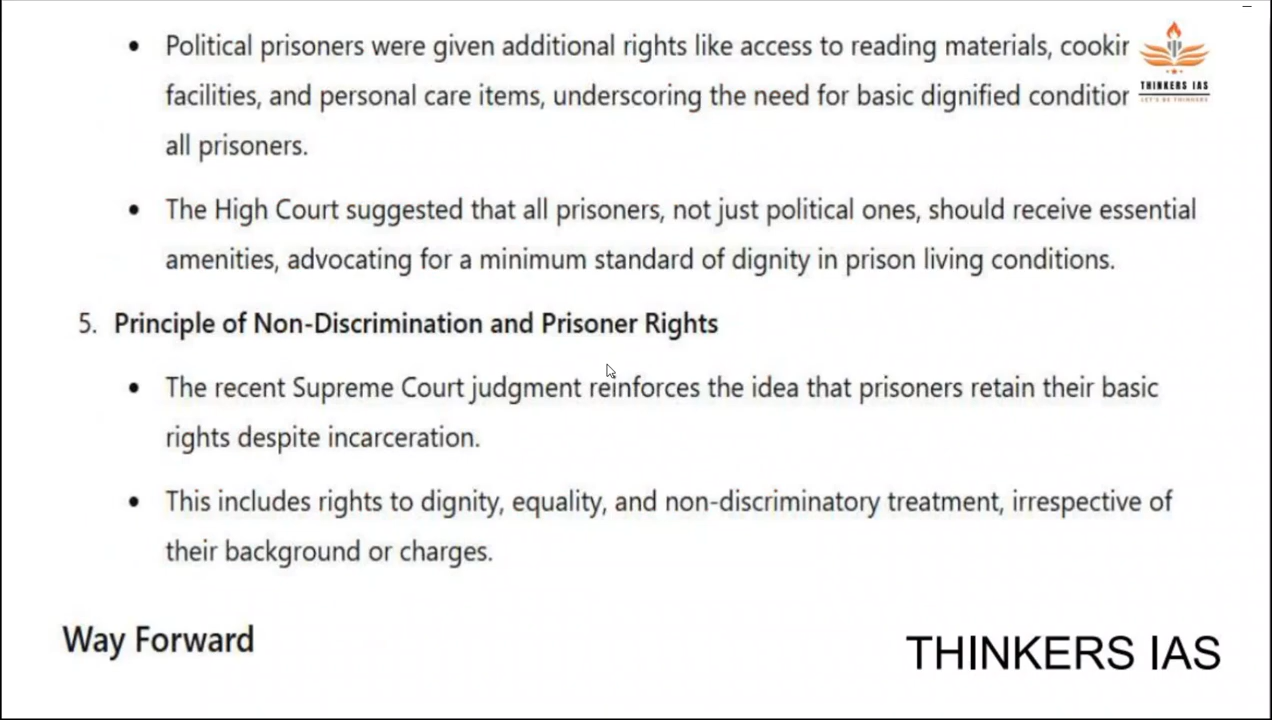 • Political prisoners were given additional rights like access to reading materials,
THINKERS IAS
LET'S BE THINKERS
facilities, and personal care items, underscoring the need for basic dignified
all prisoners.
• The High Court suggested that all prisoners, not just political ones, should receive essential
amenities, advocating for a minimum standard of dignity in prison living conditions.
5. Principle of Non-Discrimination and Prisoner Rights
• The recent Supreme Court judgment reinforces the idea that prisoners retain their basic
rights despite incarceration.
• This includes rights to dignity, equality, and non-discriminatory treatment, irrespective of
their background or charges.
Way Forward
THINKERS IAS